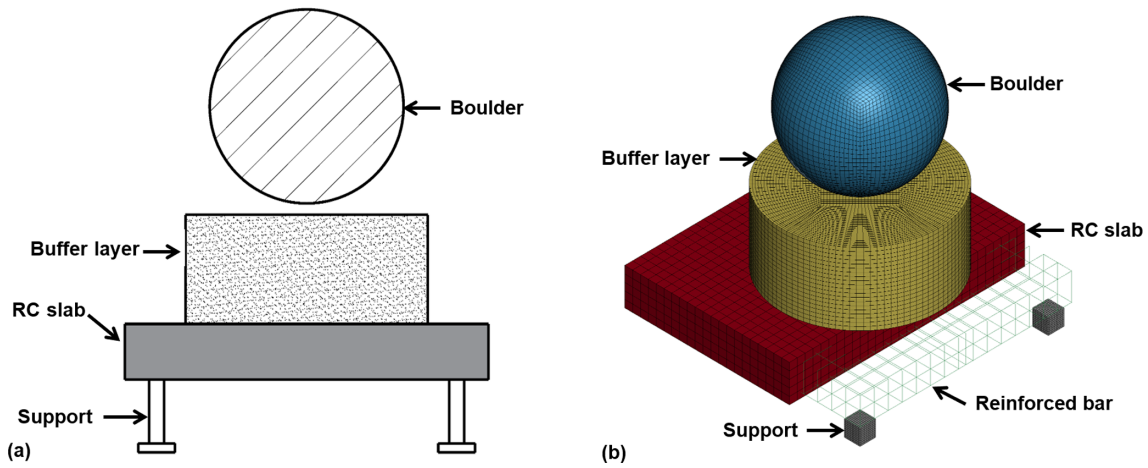 Boulder
Buffer layer
RC slab
Support
(a)
Boulder
Buffer layer
RC slab
Reinforced bar
Support
(b)